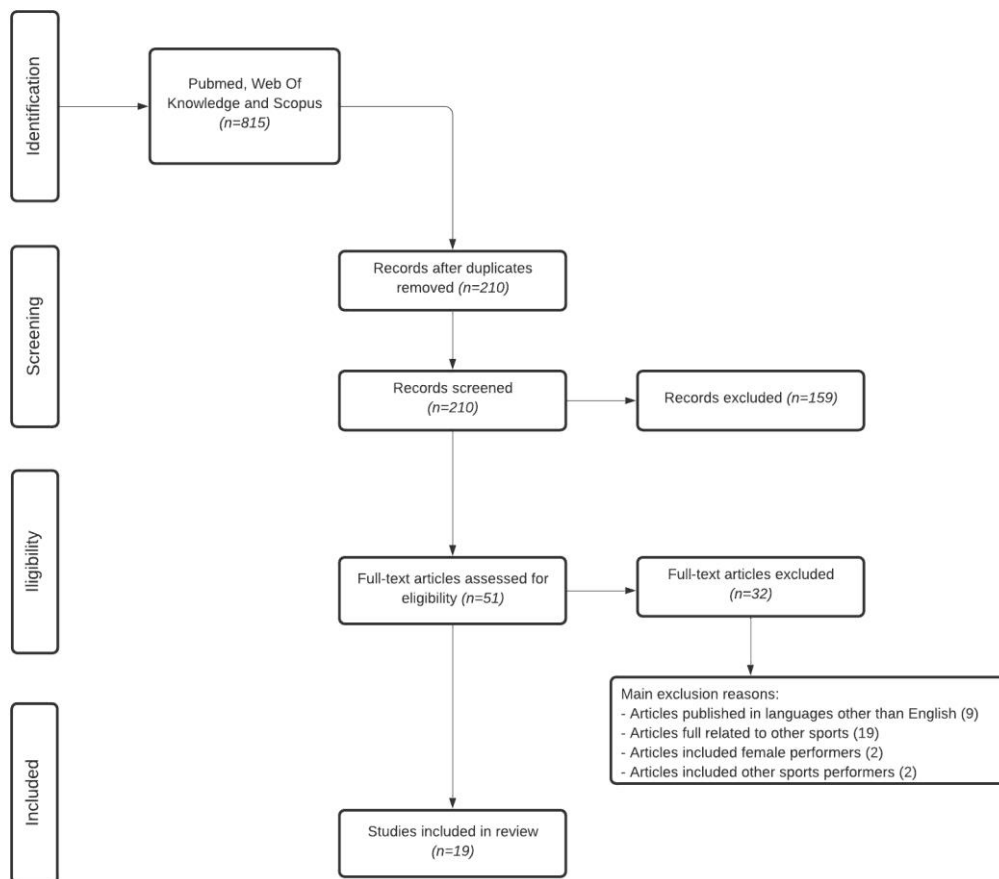 Identification
Pubmed, Web Of
Knowledge and Scopus
(n=815)
Screening
Records after duplicates
removed (n=210)
Records screened
(n=210)
Records excluded (n=159)
Iligibility
Full-text articles assessed for
eligibility (n=51)
Full-text articles excluded
(n=32)
Main exclusion reasons:
- Articles published in languages other than English (9)
- Articles full related to other sports (19)
- Articles included female performers (2)
- Articles included other sports performers (2)
Included
Studies included in review
(n=19)